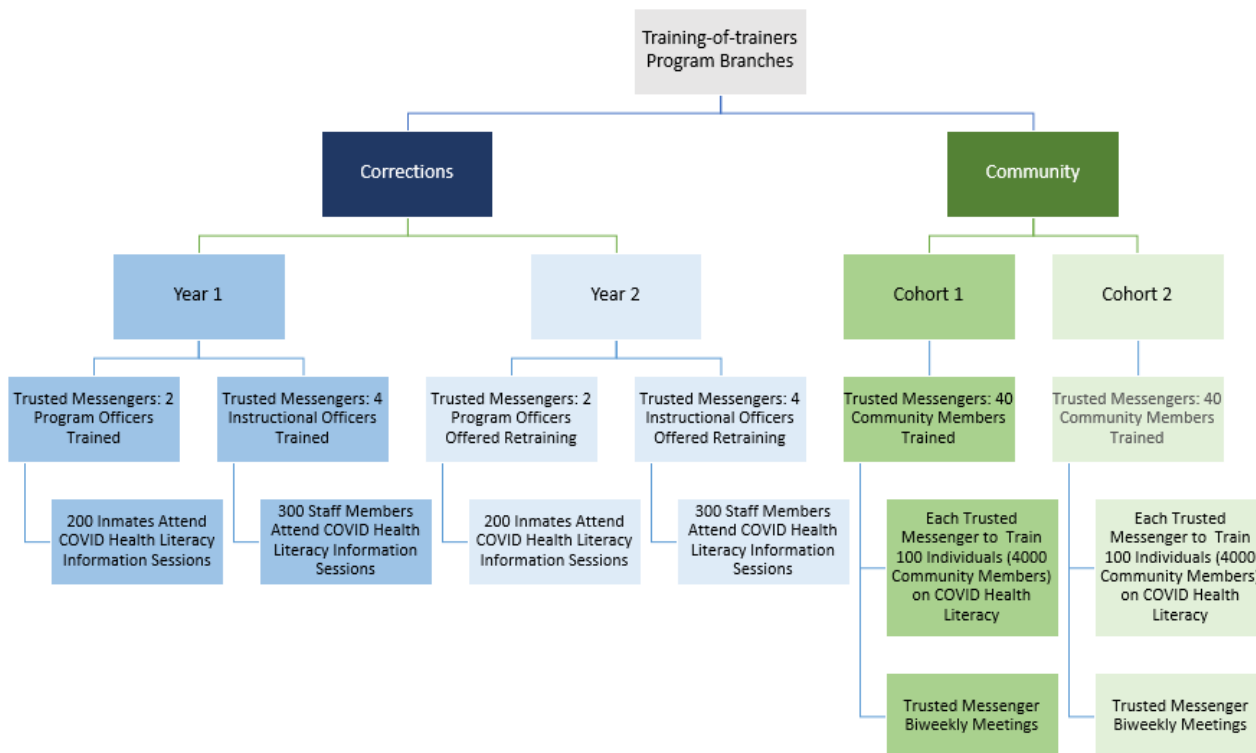 Training-of-trainers
Program Branches
Corrections
Community
Year 1
Year 2
Cohort 1
Cohort 2
Trusted Messengers: 2
Program Officers
Trained
Trusted Messengers: 4
Instructional Officers
Trained
Trusted Messengers: 2
Program Officers
Offered Retraining
Trusted Messengers: 4
Instructional Officers
Offered Retraining
Trusted Messengers: 40
Community Members
Trained
Trusted Messengers: 40
Community Members
Trained
200 Inmates Attend
COVID Health Literacy
Information Sessions
300 Staff Members
Attend COVID Health
Literacy Information
Sessions
200 Inmates Attend
COVID Health Literacy
Information Sessions
300 Staff Members
Attend COVID Health
Literacy Information
Sessions
Each Trusted
Messenger to Train
100 Individuals (4000
Community Members)
on COVID Health
Literacy
Each Trusted
Messenger to Train
100 Individuals (4000
Community Members)
on COVID Health
Literacy
Trusted Messenger
Biweekly Meetings
Trusted Messenger
Biweekly Meetings